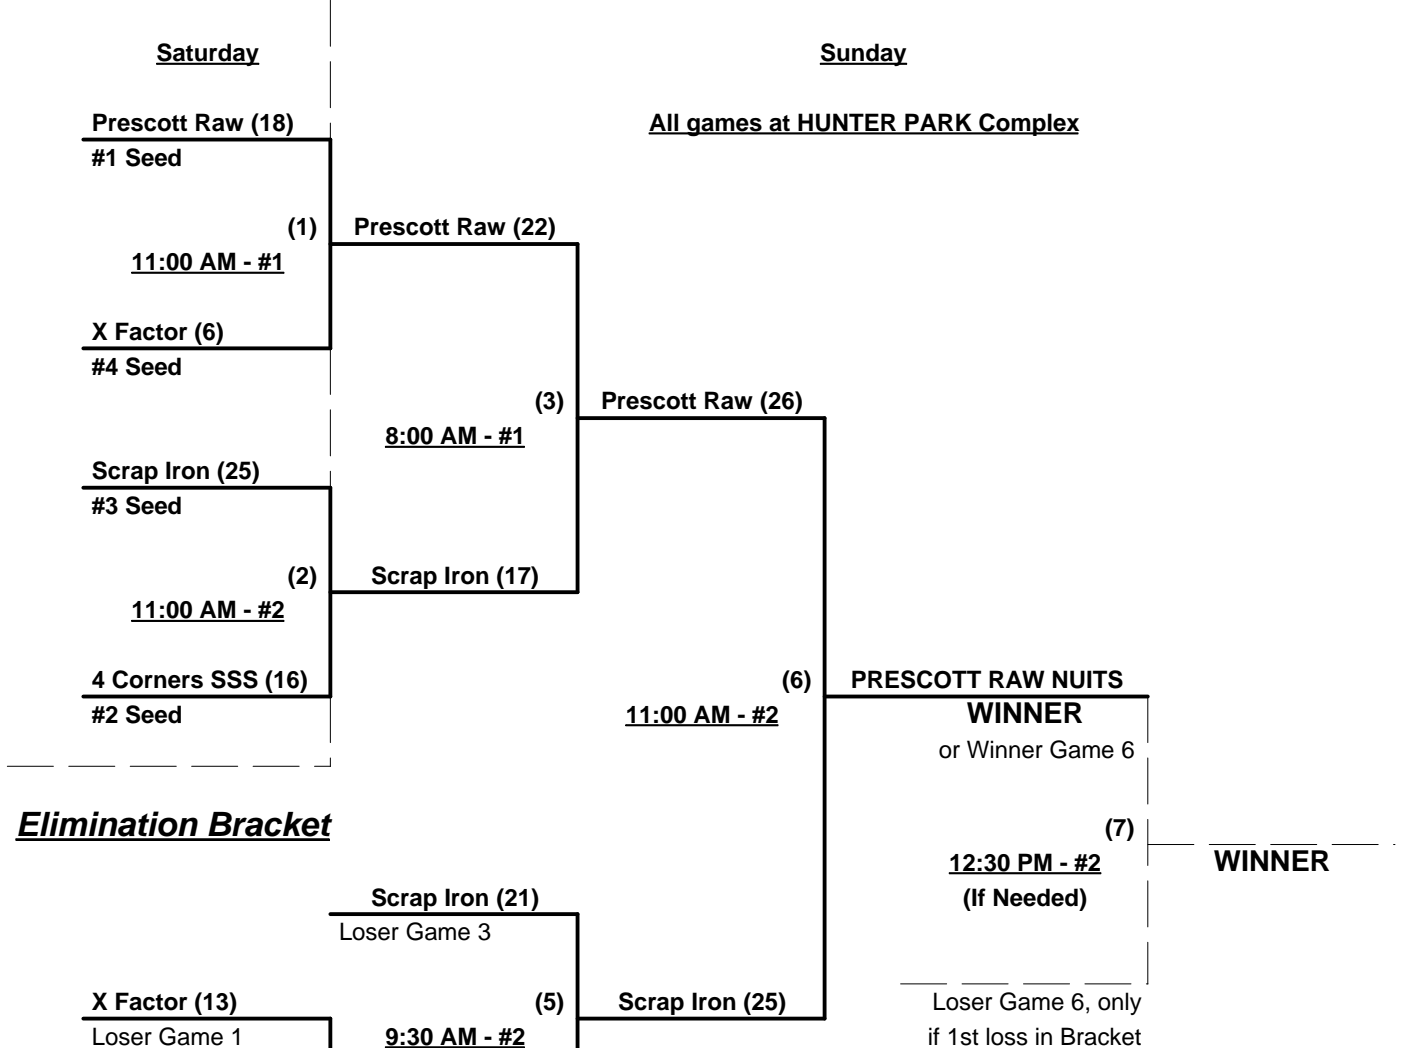 Saturday
Sunday
Prescott Raw (18)
All games at HUNTER PARK Complex
#1 Seed
(1)
Prescott Raw (22)
11:00 AM - #1
X Factor (6)
#4 Seed
(3)
Prescott Raw (26)
8:00 AM - #1
Scrap Iron (25)
#3 Seed
(2)
Scrap Iron (17)
11:00 AM - #2
4 Corners SSS (16)
#2 Seed
(6)
PRESCOTT RAW NUITS
11:00 AM - #2
WINNER
or Winner Game 6
Elimination Bracket
(7)
12:30 PM - #2
WINNER
(If Needed)
Scrap Iron (21)
Loser Game 3
X Factor (13)
(5)
Scrap Iron (25)
Loser Game 6, only
Loser Game 1
9:30 AM - #2
if 1st loss in Bracket